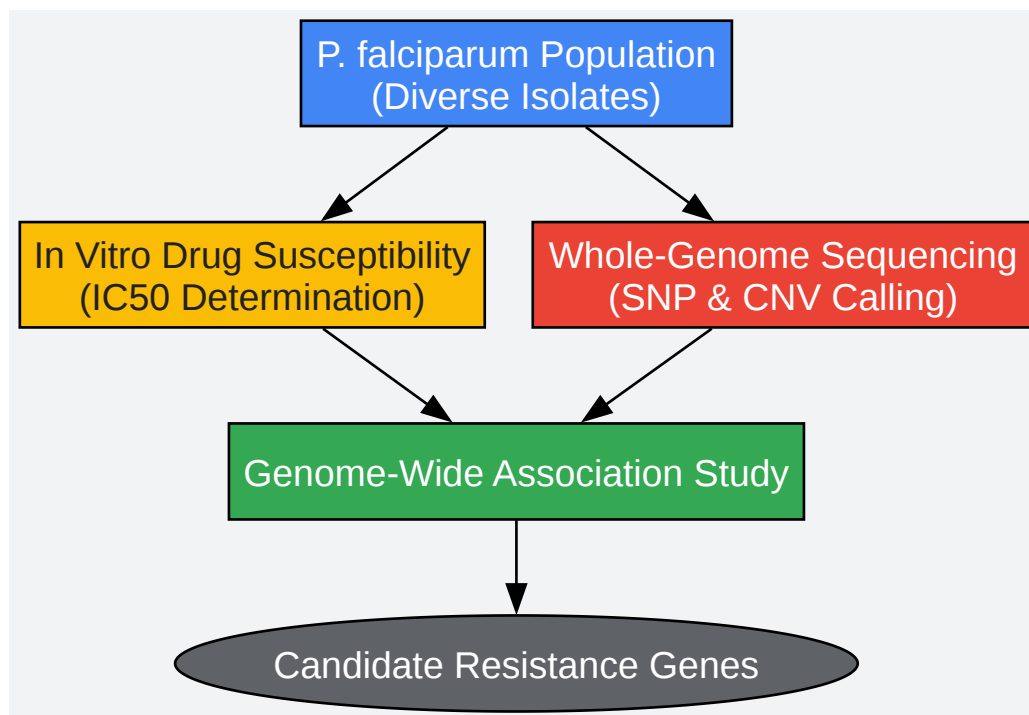 P. falciparum Population
(Diverse Isolates)
In Vitro Drug Susceptibility
(IC50 Determination)
Whole-Genome Sequencing
(SNP & CNV Calling)
Genome-Wide Association Study
Candidate Resistance Genes